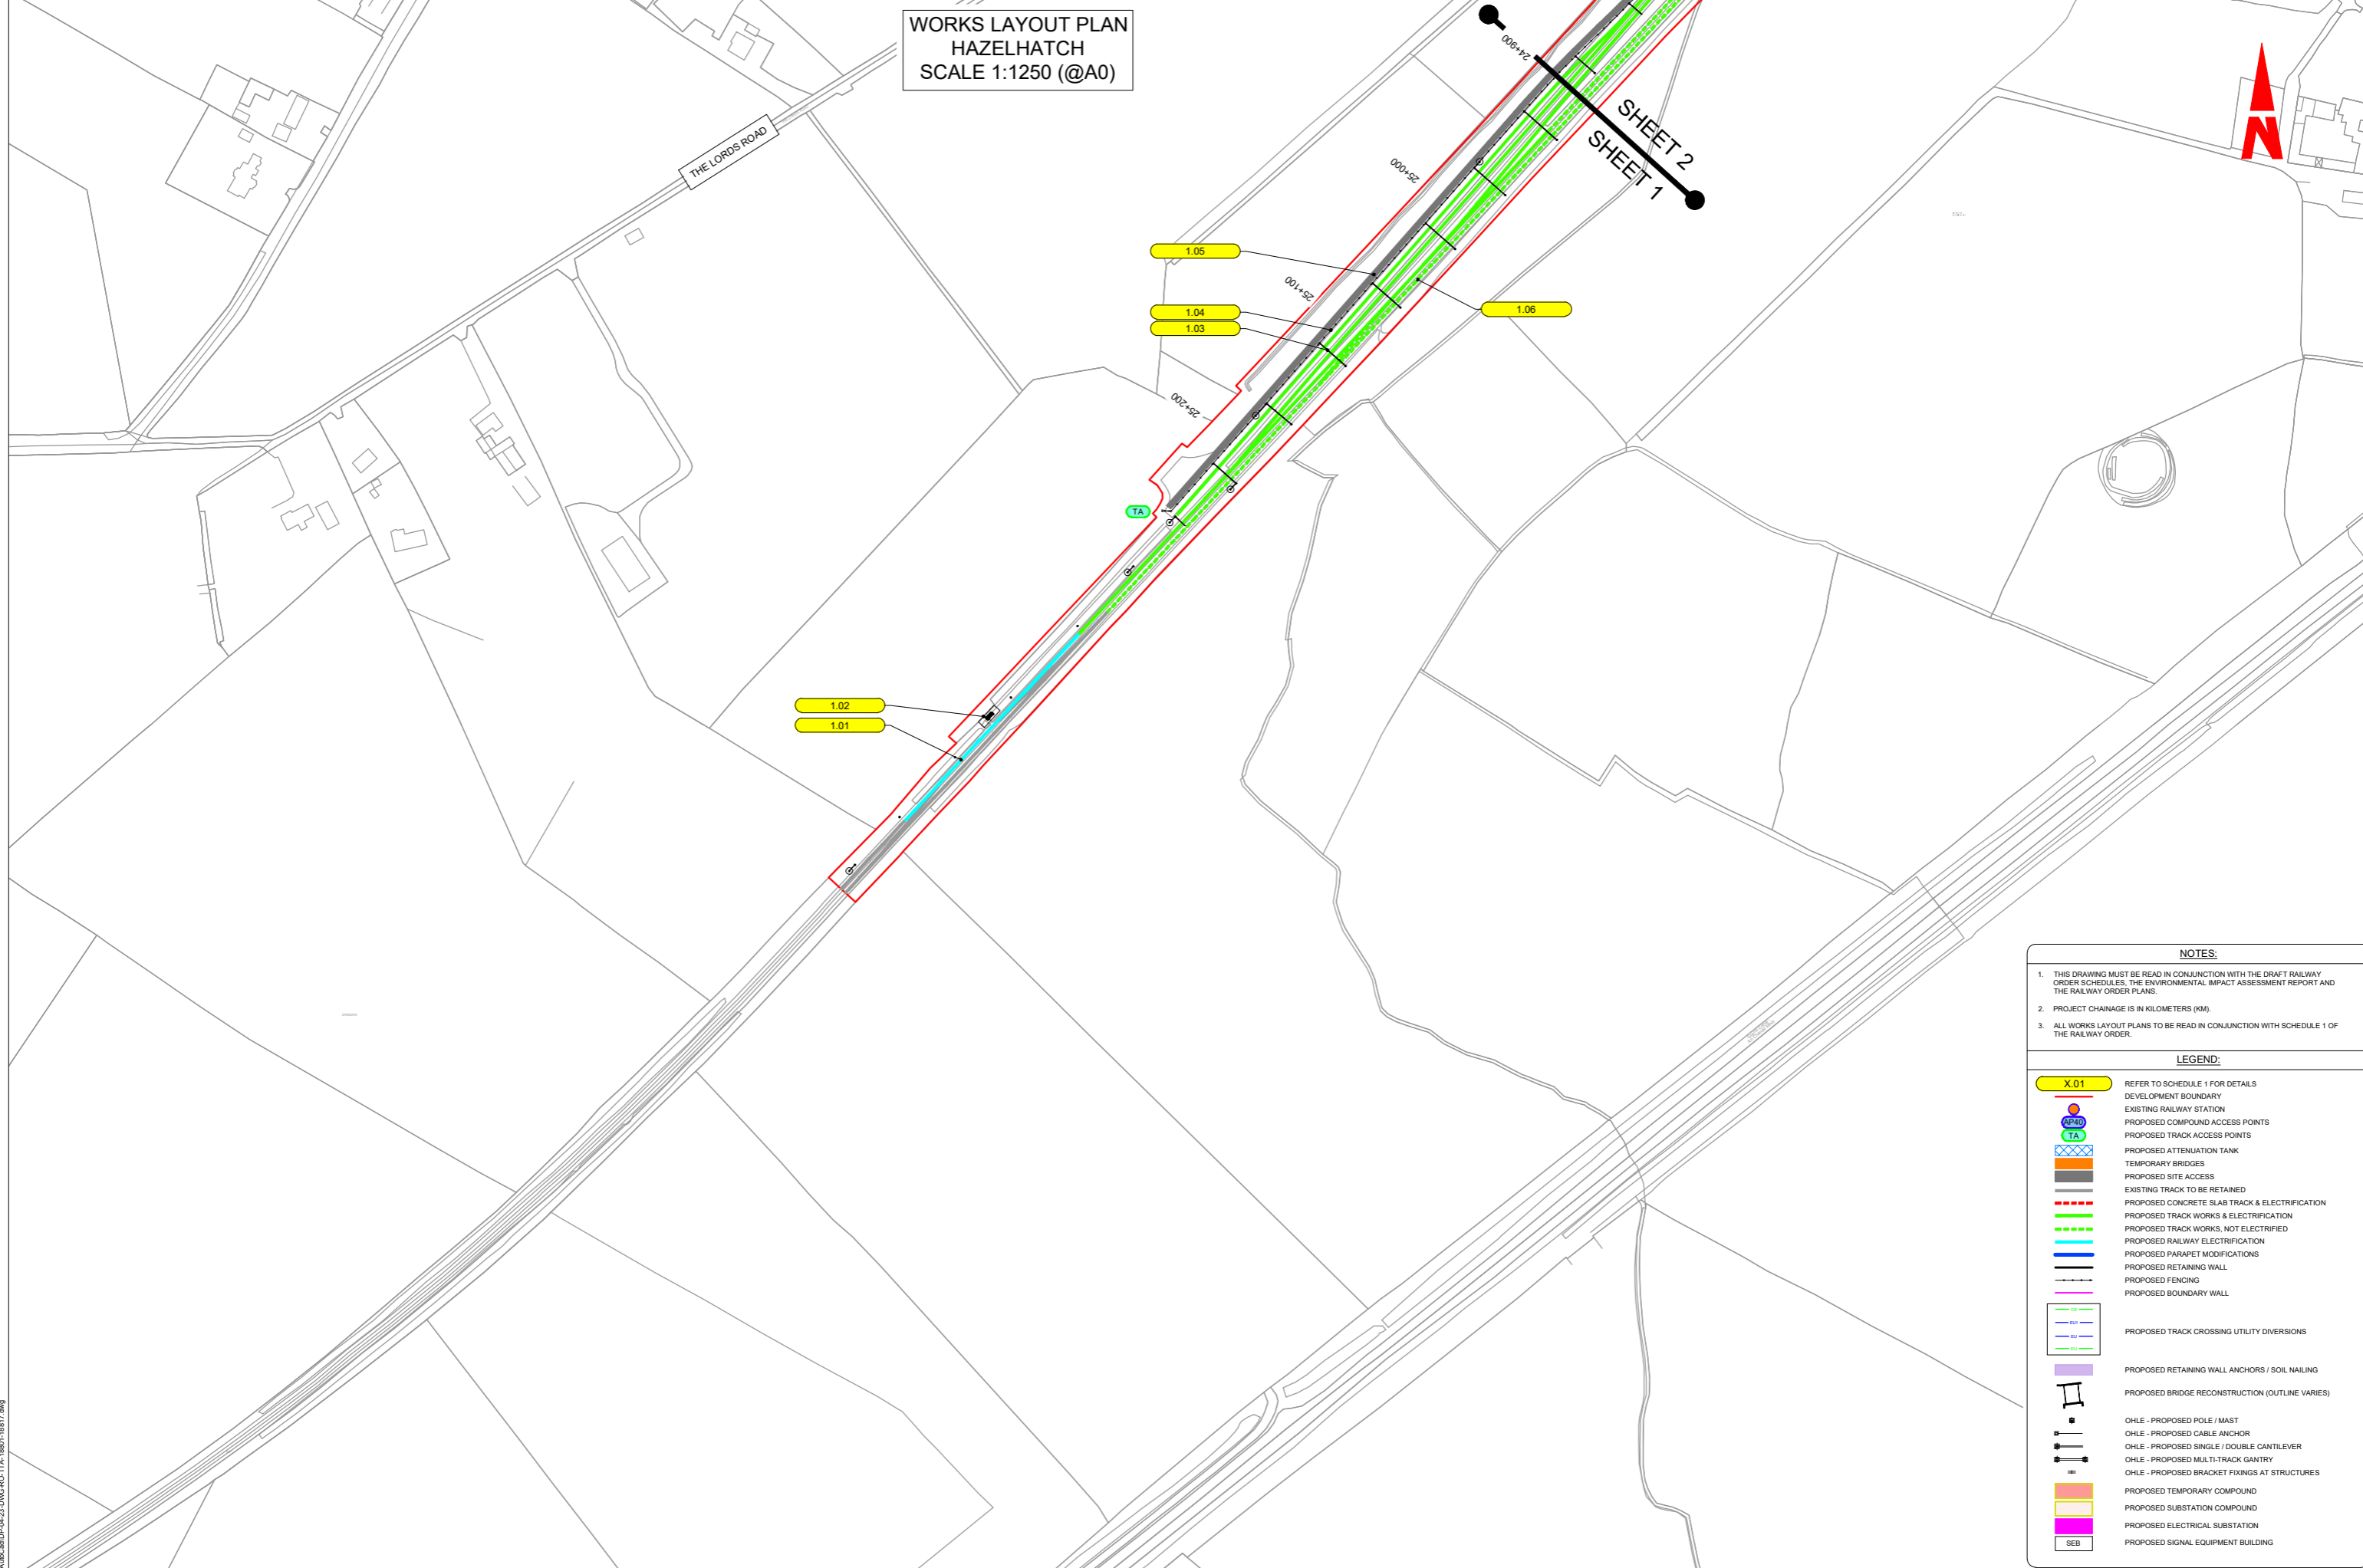 WORKS LAYOUT PLAN
HAZELHATCH
SCALE 1:1250 (@A0)
24+900
SHEET 2
SHEET 1
THE LORDS ROAD
25+000
1.05
25+100
1.04
1.03
1.06
25+200
TA
1.02
1.01
N
NOTES:
1. THIS DRAWING MUST BE READ IN CONJUNCTION WITH THE DRAFT RAILWAY
ORDER SCHEDULES, THE ENVIRONMENTAL IMPACT ASSESSMENT REPORT AND
THE RAILWAY ORDER PLANS.
2. PROJECT CHAINAGE IS IN KILOMETERS (KM).
3. ALL WORKS LAYOUT PLANS TO BE READ IN CONJUNCTION WITH SCHEDULE 1 OF
THE RAILWAY ORDER.
LEGEND:
X.01 REFER TO SCHEDULE 1 FOR DETAILS
DEVELOPMENT BOUNDARY
EXISTING RAILWAY STATION
AP40 PROPOSED COMPOUND ACCESS POINTS
TA PROPOSED TRACK ACCESS POINTS
PROPOSED ATTENUATION TANK
TEMPORARY BRIDGES
PROPOSED SITE ACCESS
EXISTING TRACK TO BE RETAINED
PROPOSED CONCRETE SLAB TRACK & ELECTRIFICATION
PROPOSED TRACK WORKS & ELECTRIFICATION
PROPOSED TRACK WORKS, NOT ELECTRIFIED
PROPOSED RAILWAY ELECTRIFICATION
PROPOSED PARAPET MODIFICATIONS
PROPOSED RETAINING WALL
PROPOSED FENCING
PROPOSED BOUNDARY WALL
PROPOSED TRACK CROSSING UTILITY DIVERSIONS
PROPOSED RETAINING WALL ANCHORS / SOIL NAILING
PROPOSED BRIDGE RECONSTRUCTION (OUTLINE VARIES)
OHLE - PROPOSED POLE / MAST
OHLE - PROPOSED CABLE ANCHOR
OHLE - PROPOSED SINGLE / DOUBLE CANTILEVER
OHLE - PROPOSED MULTI-TRACK GANTRY
OHLE - PROPOSED BRACKET FIXINGS AT STRUCTURES
PROPOSED TEMPORARY COMPOUND
PROPOSED SUBSTATION COMPOUND
PROPOSED ELECTRICAL SUBSTATION
SEB PROPOSED SIGNAL EQUIPMENT BUILDING